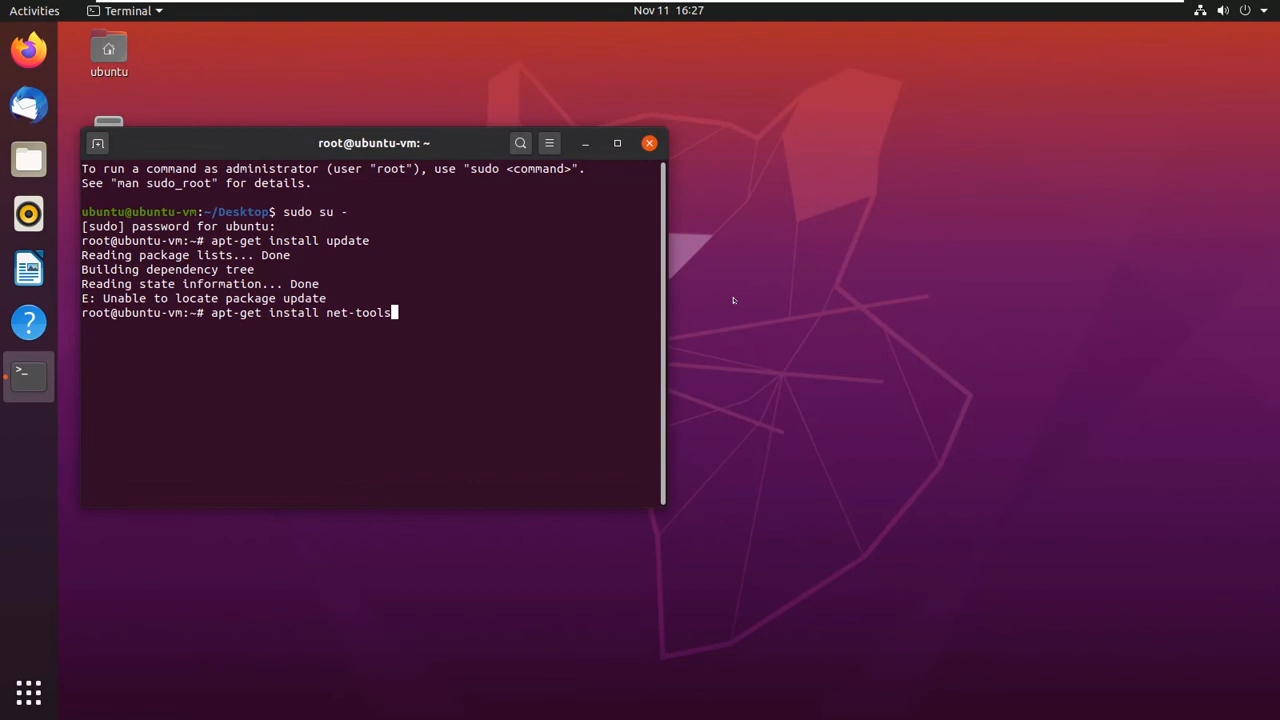 Activities
Terminal
Nov 11 16:27
ubuntu
root@ubuntu-vm: ~
To run a command as administrator (user "root"), use "sudo <command>".
See "man sudo_root" for details.
ubuntu@ubuntu-vm:~/Desktop$ sudo su -
[sudo] password for ubuntu:
root@ubuntu-vm:~# apt-get install update
Reading package lists... Done
Building dependency tree
Reading state information... Done
E: Unable to locate package update
root@ubuntu-vm:~# apt-get install net-tools